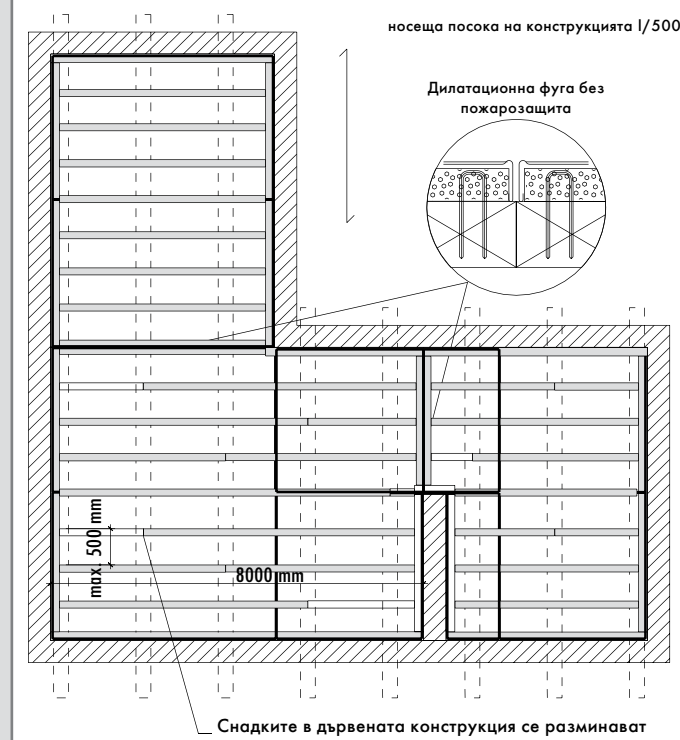 носеща посока на конструкцията l/500
Дилатационна фуга без
пожарозащита
max. 500 mm
8000 mm
Снадките в дървената конструкция се разминават